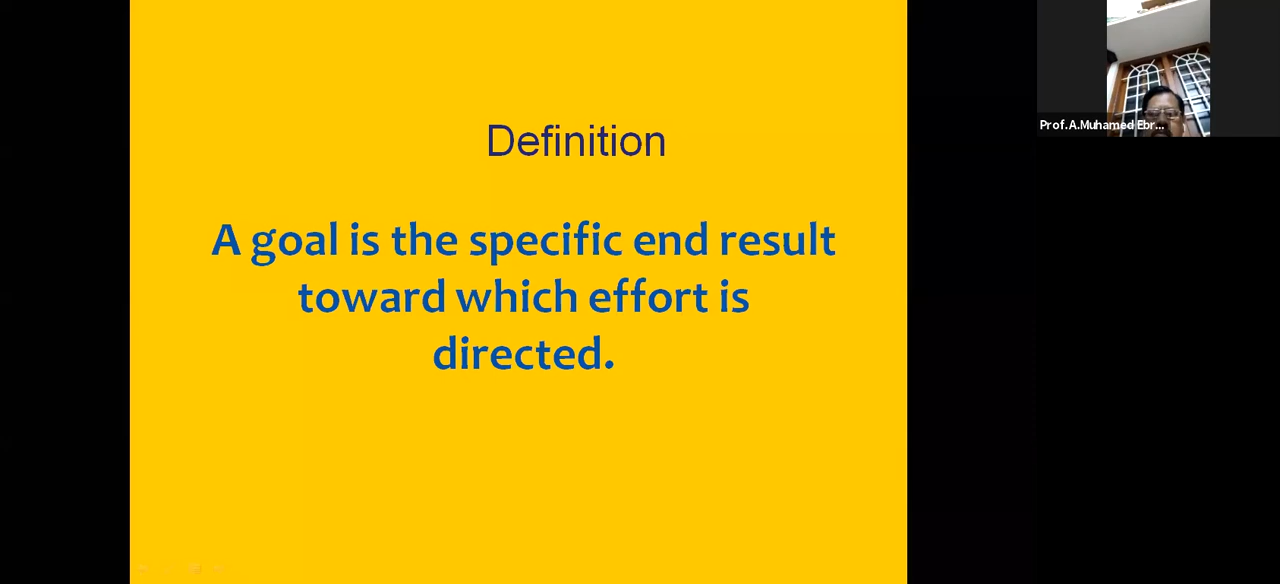 Definition
A goal is the specific end result
toward which effort is
directed.
Prof.A.Muhamed Ebr...